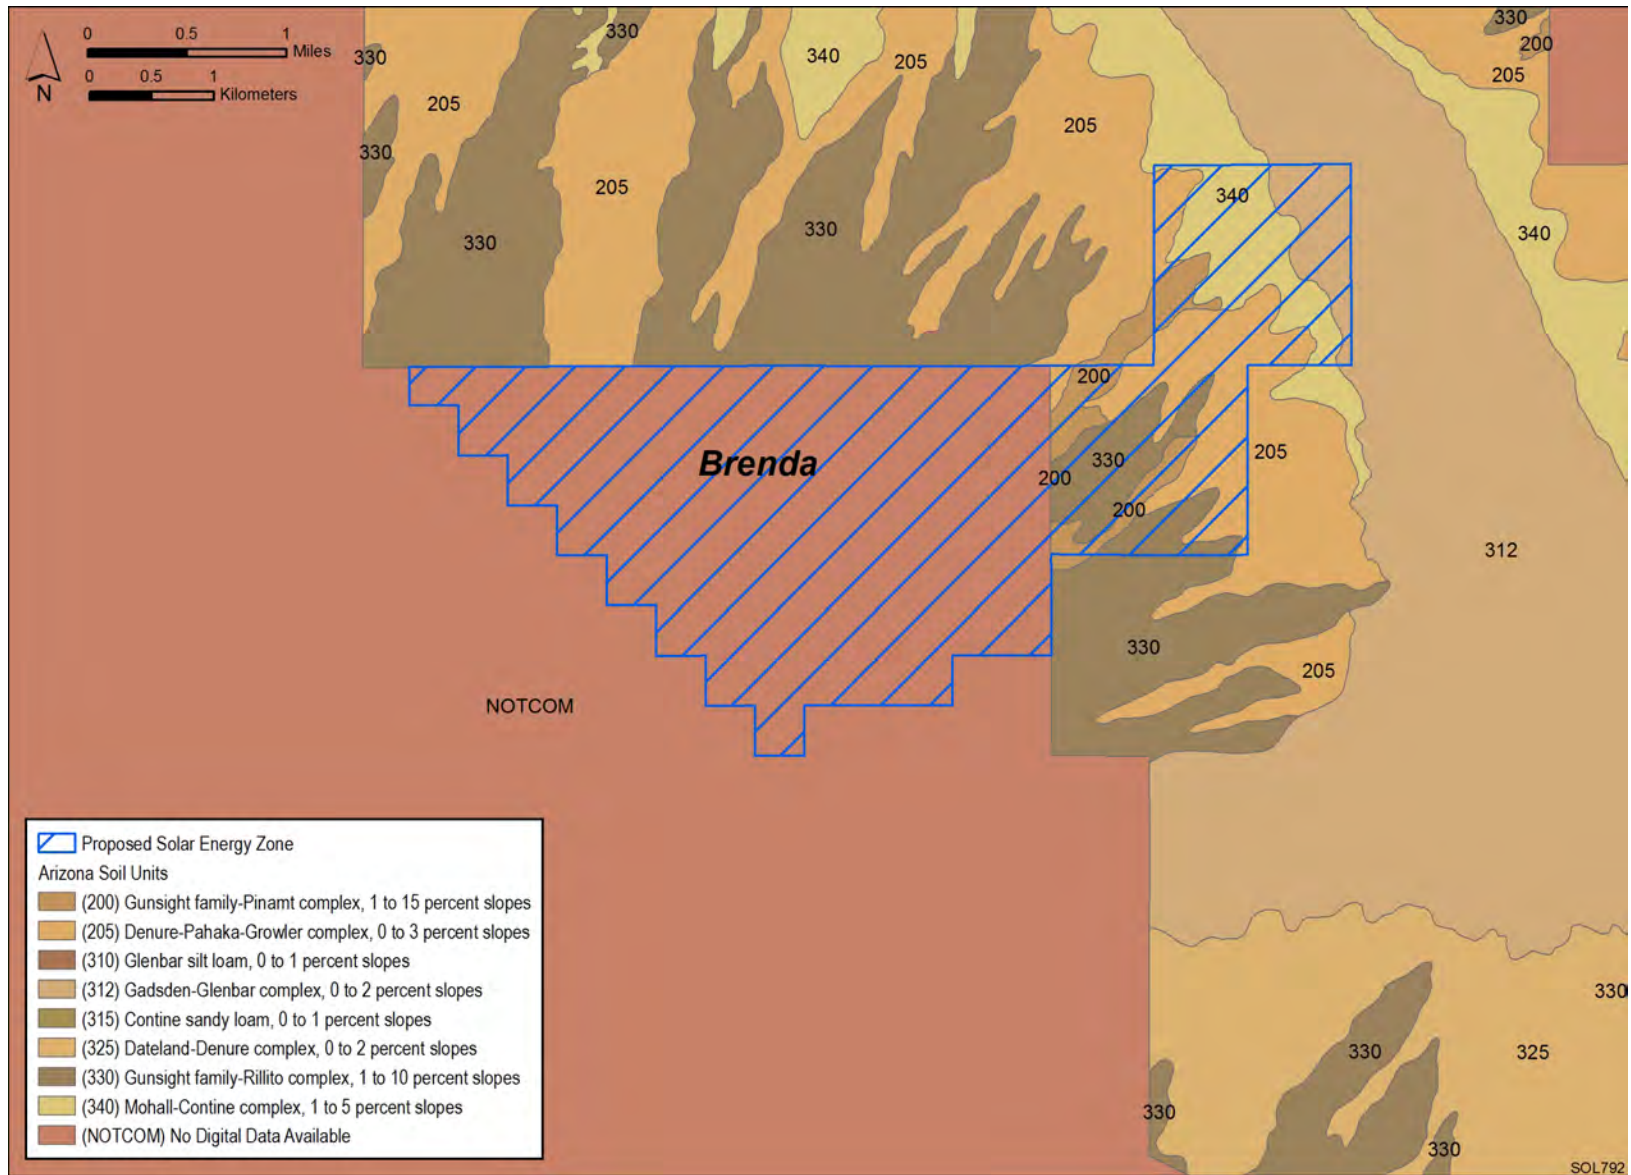 0 0.5 1
Miles
0 0.5 1
Kilometers
N
330
330
340
205
330
200
205
205
330
205
205
340
340
330
330
200
Brenda
205
330
200
200
312
330
205
NOTCOM
330
330
325
330
330
Proposed Solar Energy Zone
Arizona Soil Units
(200) Gunsight family-Pinamt complex, 1 to 15 percent slopes
(205) Denure-Pahaka-Growler complex, 0 to 3 percent slopes
(310) Glenbar silt loam, 0 to 1 percent slopes
(312) Gadsden-Glenbar complex, 0 to 2 percent slopes
(315) Contine sandy loam, 0 to 1 percent slopes
(325) Dateland-Denure complex, 0 to 2 percent slopes
(330) Gunsight family-Rillito complex, 1 to 10 percent slopes
(340) Mohall-Contine complex, 1 to 5 percent slopes
(NOTCOM) No Digital Data Available
SOL792